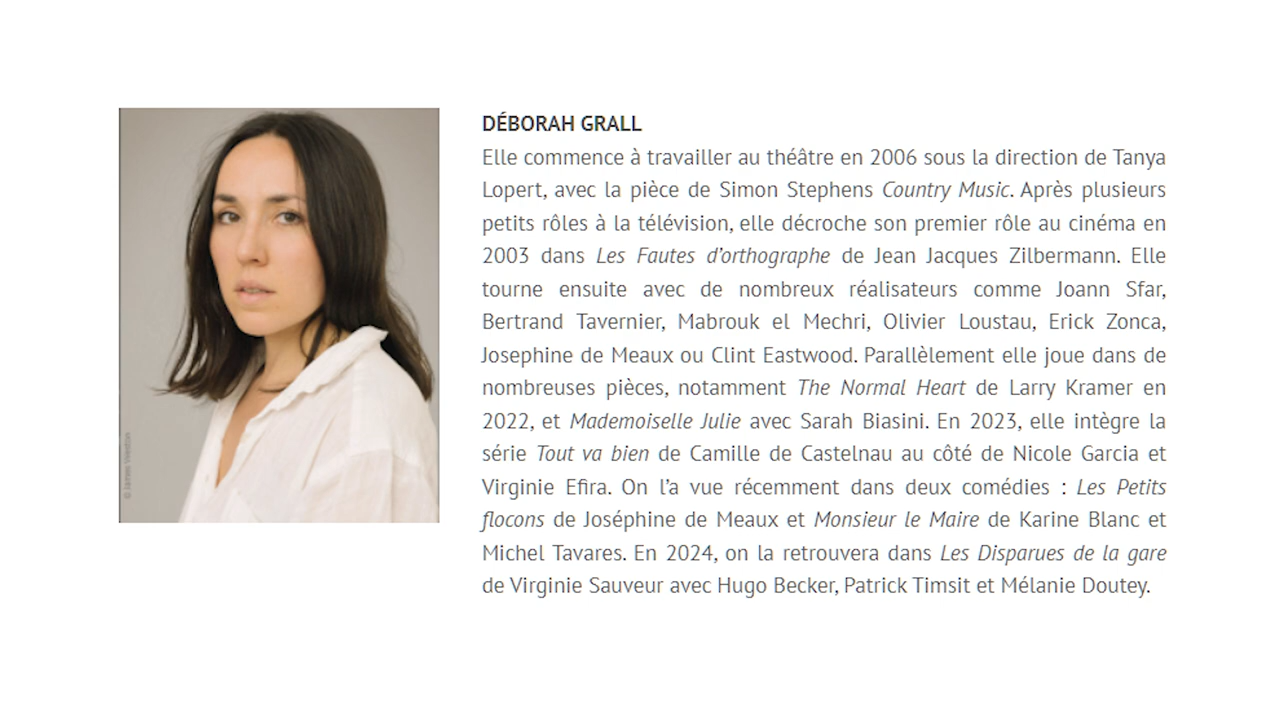 DÉBORAH GRALL
Elle commence à travailler au théâtre en 2006 sous la direction de Tanya
Lopert, avec la pièce de Simon Stephens Country Music. Après plusieurs
petits rôles à la télévision, elle décroche son premier rôle au cinéma en
2003 dans Les Fautes d’orthographe de Jean Jacques Zilbermann. Elle
tourne ensuite avec de nombreux réalisateurs comme Joann Sfar,
Bertrand Tavernier, Mabrouk el Mechri, Olivier Loustau, Erick Zonca,
Josephine de Meaux ou Clint Eastwood. Parallèlement elle joue dans de
nombreuses pièces, notamment The Normal Heart de Larry Kramer en
2022, et Mademoiselle Julie avec Sarah Biasini. En 2023, elle intègre la
série Tout va bien de Camille de Castelnau au côté de Nicole Garcia et
Virginie Efira. On l’a vue récemment dans deux comédies : Les Petits
flocons de Joséphine de Meaux et Monsieur le Maire de Karine Blanc et
Michel Tavares. En 2024, on la retrouvera dans Les Disparues de la gare
de Virginie Sauveur avec Hugo Becker, Patrick Timsit et Mélanie Doutey.
© James Weston